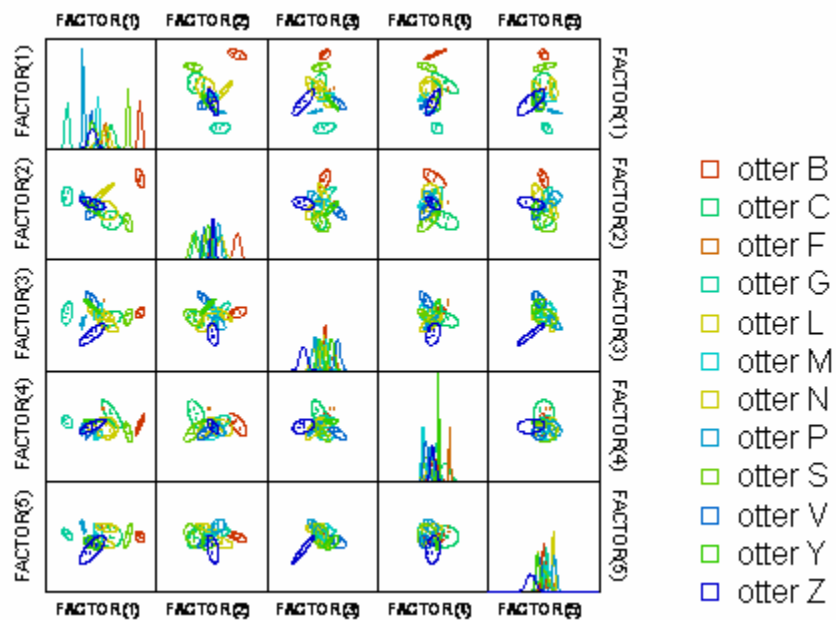 FACTOR(1) FACTOR(2) FACTOR(3) FACTOR(4) FACTOR(5)
FACTOR(1) FACTOR(1)
FACTOR(2) FACTOR(2)
FACTOR(3) FACTOR(3)
FACTOR(4) FACTOR(4)
FACTOR(5) FACTOR(5)
FACTOR(1) FACTOR(2) FACTOR(3) FACTOR(4) FACTOR(5)
otter B
otter C
otter F
otter G
otter L
otter M
otter N
otter P
otter S
otter V
otter Y
otter Z